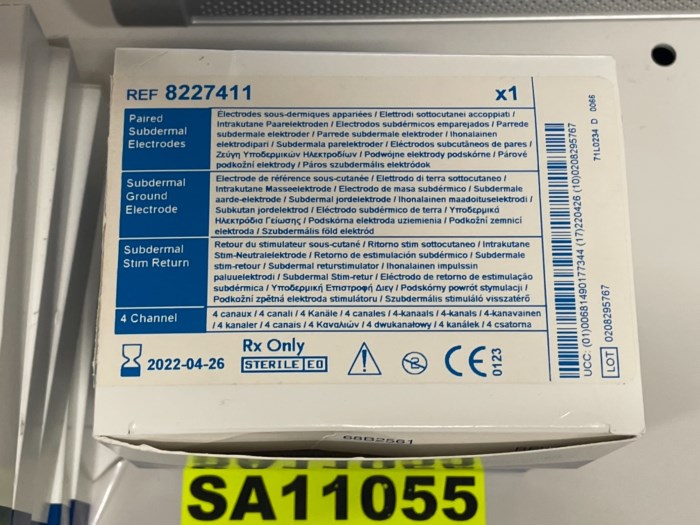 REF 8227411 x1
Paired
Subdermal
Electrodes
Électrodes sous-dermiques appariées / Elettrodi sottocutanei accoppiati /
Intrakutane Paarelektroden / Electrodos subdérmicos emparejados / Parrede
subdermale elektroder / Parrede subdermale elektroder / Ihonalainen
elektrodipari / Subdermala parelektroder / Eléctrodos subcutâneos de pares /
Ζεύγη Υποδερμικών Ηλεκτροδίων / Podwójne elektrody podskórne / Párové
podkožní elektrody / Páros szubdermális elektródok
Subdermal
Ground
Electrode
Électrode de référence sous-cutanée / Elettrodo di terra sottocutaneo /
Intrakutane Masseelektrode / Electrodo de masa subdérmico / Subdermale
aarde-elektrode / Subdermal jordelektrode / Ihonalainen maadoituselektrodi /
Subkutan jordelektrod / Eléctrodo subdérmico de terra / Υποδερμικό
Ηλεκτρόδιο Γείωσης / Podskórna elektroda uziemienia / Podkožní zemnicí
elektroda / Szubdermális föld elektród
Subdermal
Stim Return
Retour du stimulateur sous-cutané / Ritorno stim sottocutaneo / Intrakutane
Stim-Neutralelektrode / Retorno de estimulación subdérmico / Subdermale
stim-retour / Subdermal returstimulator / Ihonalainen impulssin
paluuelektrodi / Subdermal Stim-retur / Eléctrodo de retorno de estimulação
subdérmica / Υποδερμική Επιστροφή Διεγ / Podskórny powrót stymulacji /
Podkožní zpětná elektroda stimulátoru / Szubdermális stimuláló visszatérő
4 Channel
4 canaux / 4 canali / 4 Kanäle / 4 canales / 4-kanaals / 4-kanals / 4-kanavainen
/ 4 kanaler / 4 canais / 4 Καναλιών / 4 dwukanałowy / 4 kanálek / 4 csatorna
2022-04-26
Rx Only
STERILE EO
2
CE 0123
UCC: (01)00681490177344 (17)220426 (10)0208295767
71L0234 D 0066
LOT 0208295767
68B2561
SA11055